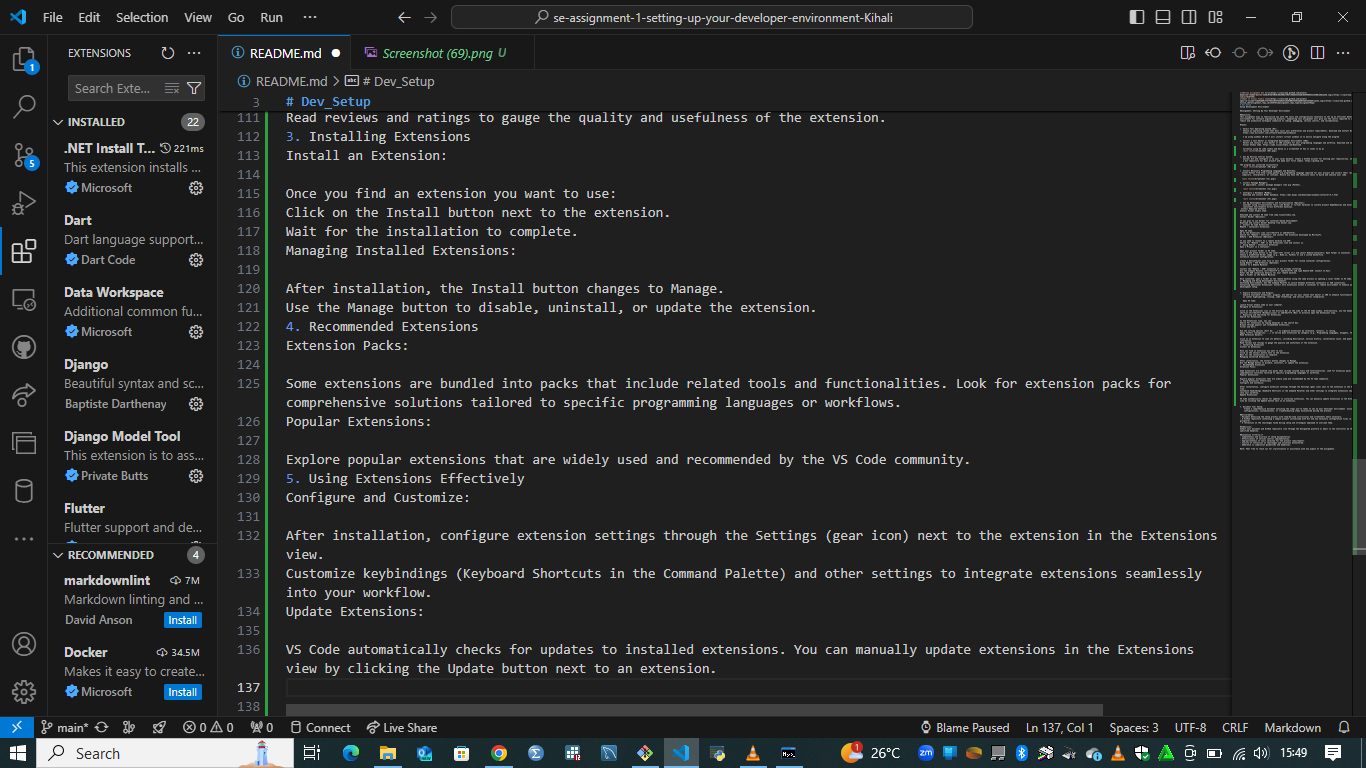 File Edit Selection View Go Run ···
se-assignment-1-setting-up-your-developer-environment-Kihali
EXTENSIONS
Search Exte...
INSTALLED 22
.NET Install T... 221ms
This extension installs ...
Microsoft
Dart
Dart language support...
Dart Code
Data Workspace
Additional common fu...
Microsoft
Django
Beautiful syntax and sc...
Baptiste Darthenay
Django Model Tool
This extension is to ass...
Private Butts
Flutter
Flutter support and de...
RECOMMENDED 4
markdownlint 7M
Markdown linting and ...
David Anson Install
Docker 34.5M
Makes it easy to create...
Microsoft Install
1
5
README.md
Screenshot (69).png U
README.md > # Dev_Setup
3 # Dev_Setup
111 Read reviews and ratings to gauge the quality and usefulness of the extension.
112 3. Installing Extensions
113 Install an Extension:
114
115 Once you find an extension you want to use:
116 Click on the Install button next to the extension.
117 Wait for the installation to complete.
118 Managing Installed Extensions:
119
120 After installation, the Install button changes to Manage.
121 Use the Manage button to disable, uninstall, or update the extension.
122 4. Recommended Extensions
123 Extension Packs:
124
125 Some extensions are bundled into packs that include related tools and functionalities. Look for extension packs for
comprehensive solutions tailored to specific programming languages or workflows.
126 Popular Extensions:
127
128 Explore popular extensions that are widely used and recommended by the VS Code community.
129 5. Using Extensions Effectively
130 Configure and Customize:
131
132 After installation, configure extension settings through the Settings (gear icon) next to the extension in the Extensions
view.
133 Customize keybindings (Keyboard Shortcuts in the Command Palette) and other settings to integrate extensions seamlessly
into your workflow.
134 Update Extensions:
135
136 VS Code automatically checks for updates to installed extensions. You can manually update extensions in the Extensions
view by clicking the Update button next to an extension.
137
138
main* 0 0 0 Connect Live Share Blame Paused Ln 137, Col 1 Spaces: 3 UTF-8 CRLF Markdown
Search 1 26°C zm 15:49